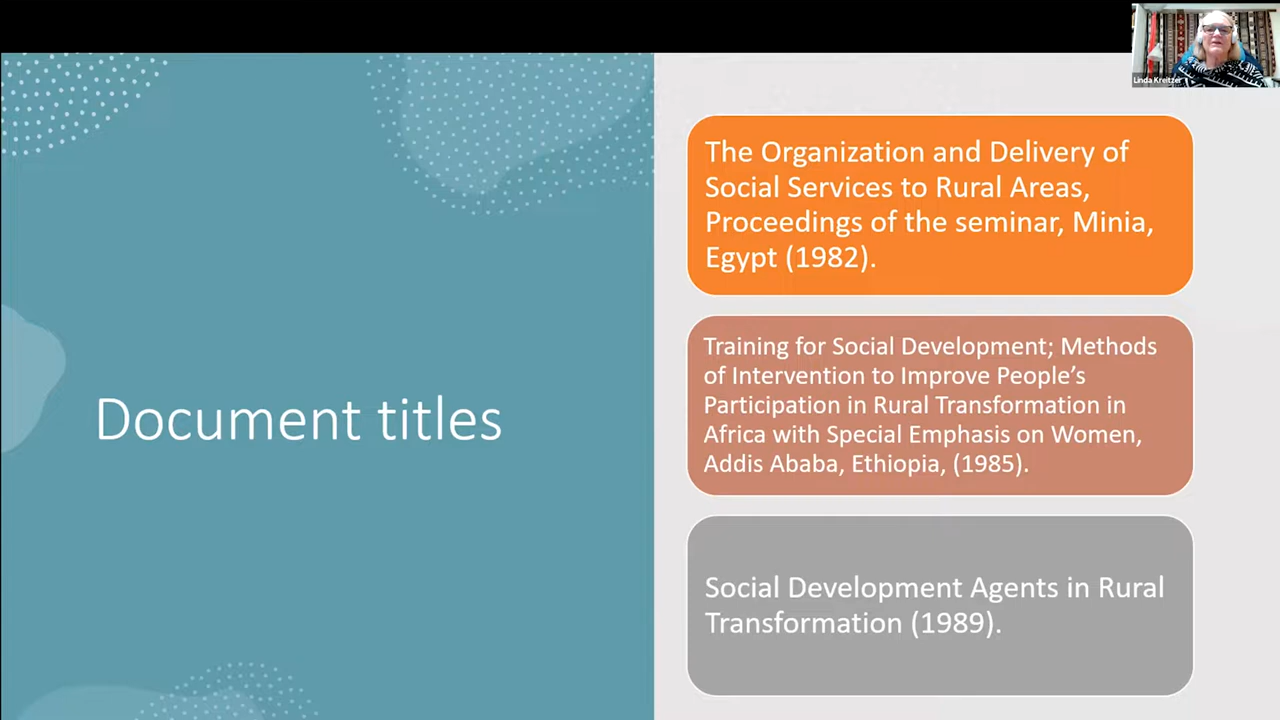 Linda Kreitzer
The Organization and Delivery of
Social Services to Rural Areas,
Proceedings of the seminar, Minia,
Egypt (1982).
Training for Social Development; Methods
of Intervention to Improve People’s
Participation in Rural Transformation in
Africa with Special Emphasis on Women,
Addis Ababa, Ethiopia, (1985).
Document titles
Social Development Agents in Rural
Transformation (1989).